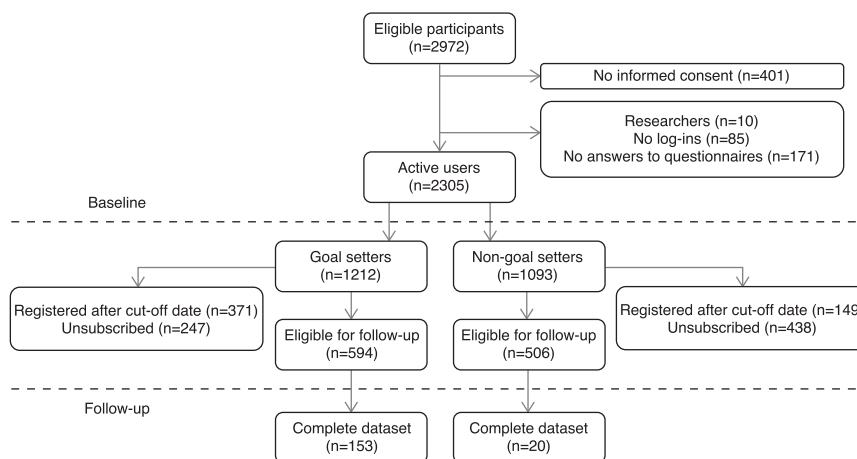 Eligible participants
(n=2972)
No informed consent (n=401)
Researchers (n=10)
No log-ins (n=85)
No answers to questionnaires (n=171)
Active users
(n=2305)
Baseline
Goal setters
(n=1212)
Non-goal setters
(n=1093)
Registered after cut-off date (n=371)
Unsubscribed (n=247)
Eligible for follow-up
(n=594)
Eligible for follow-up
(n=506)
Registered after cut-off date (n=149
Unsubscribed (n=438)
Follow-up
Complete dataset
(n=153)
Complete dataset
(n=20)